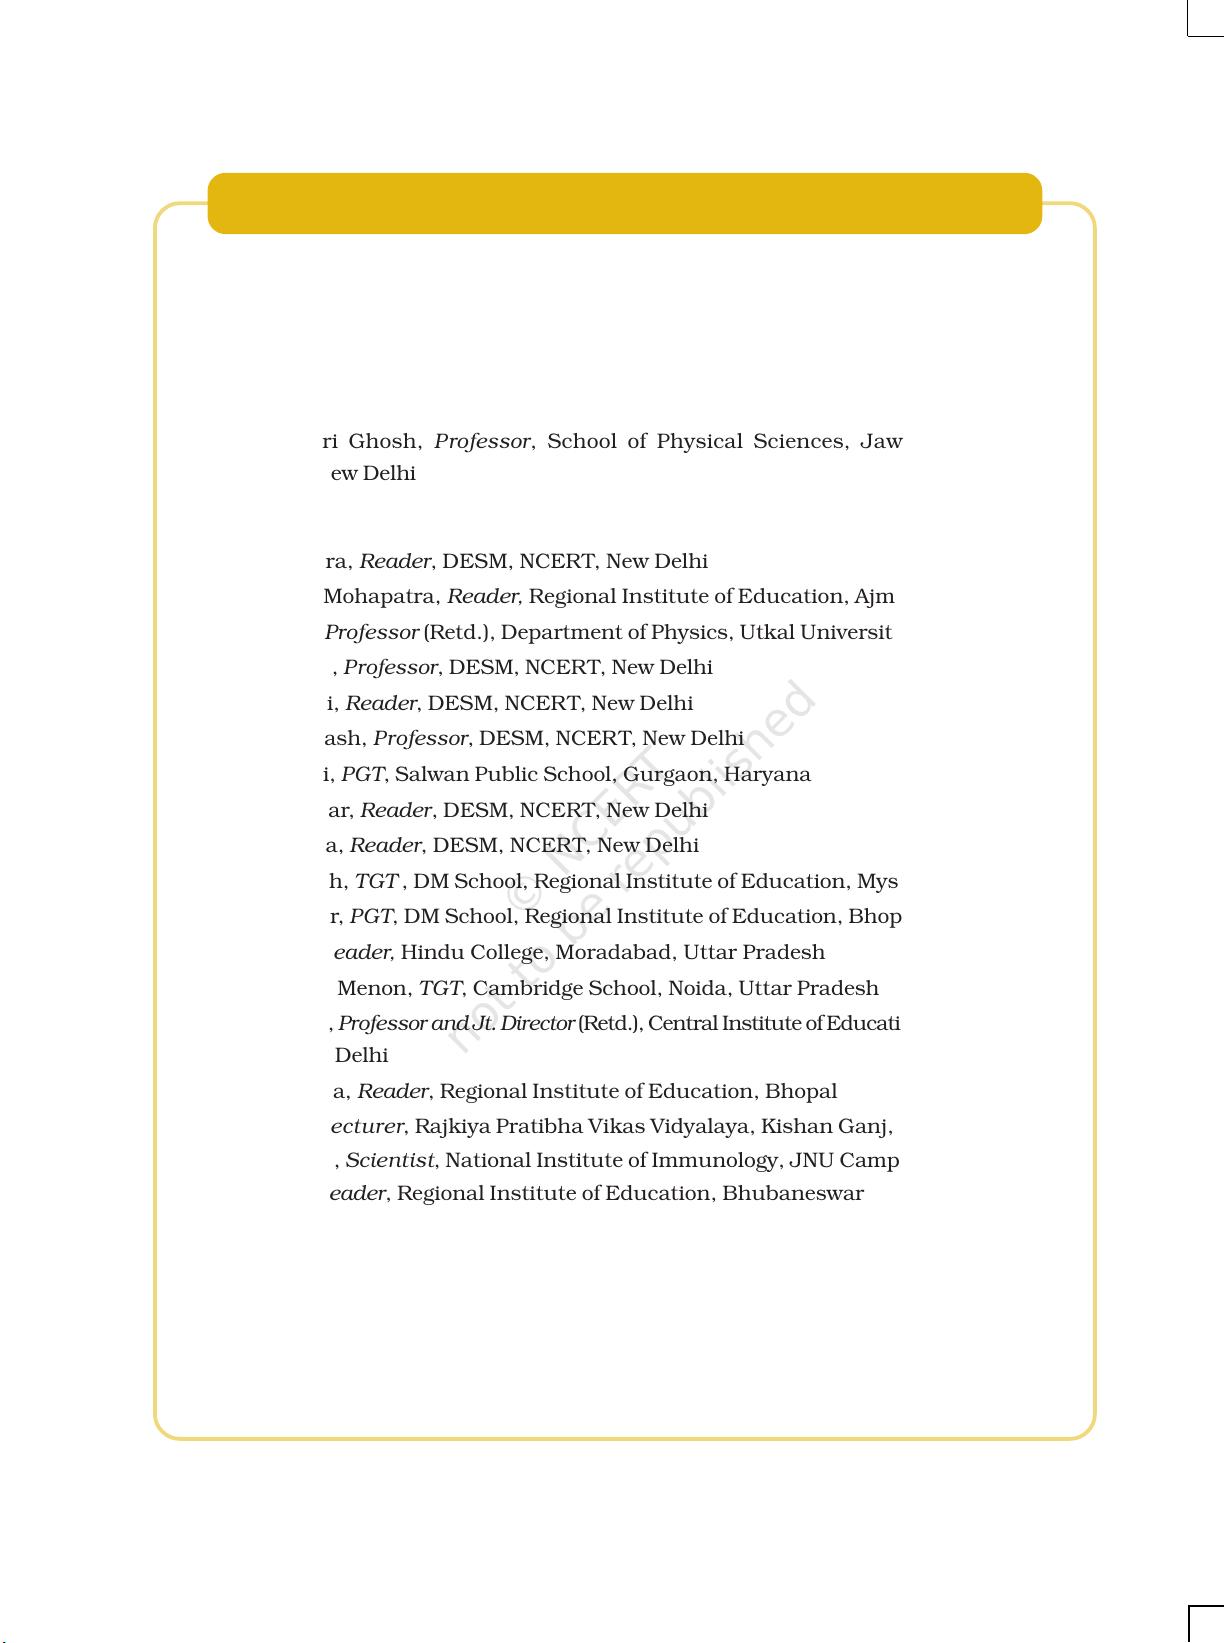 ri Ghosh, Professor, School of Physical Sciences, Jaw
ew Delhi
ra, Reader, DESM, NCERT, New Delhi
Mohapatra, Reader, Regional Institute of Education, Ajm
Professor (Retd.), Department of Physics, Utkal Universit
, Professor, DESM, NCERT, New Delhi
i, Reader, DESM, NCERT, New Delhi
ash, Professor, DESM, NCERT, New Delhi
i, PGT, Salwan Public School, Gurgaon, Haryana
ar, Reader, DESM, NCERT, New Delhi
a, Reader, DESM, NCERT, New Delhi
h, TGT , DM School, Regional Institute of Education, Mys
r, PGT, DM School, Regional Institute of Education, Bhop
eader, Hindu College, Moradabad, Uttar Pradesh
Menon, TGT, Cambridge School, Noida, Uttar Pradesh
, Professor and Jt. Director (Retd.), Central Institute of Educati
Delhi
a, Reader, Regional Institute of Education, Bhopal
ecturer, Rajkiya Pratibha Vikas Vidyalaya, Kishan Ganj,
, Scientist, National Institute of Immunology, JNU Camp
eader, Regional Institute of Education, Bhubaneswar
© NCERT
not to be republished